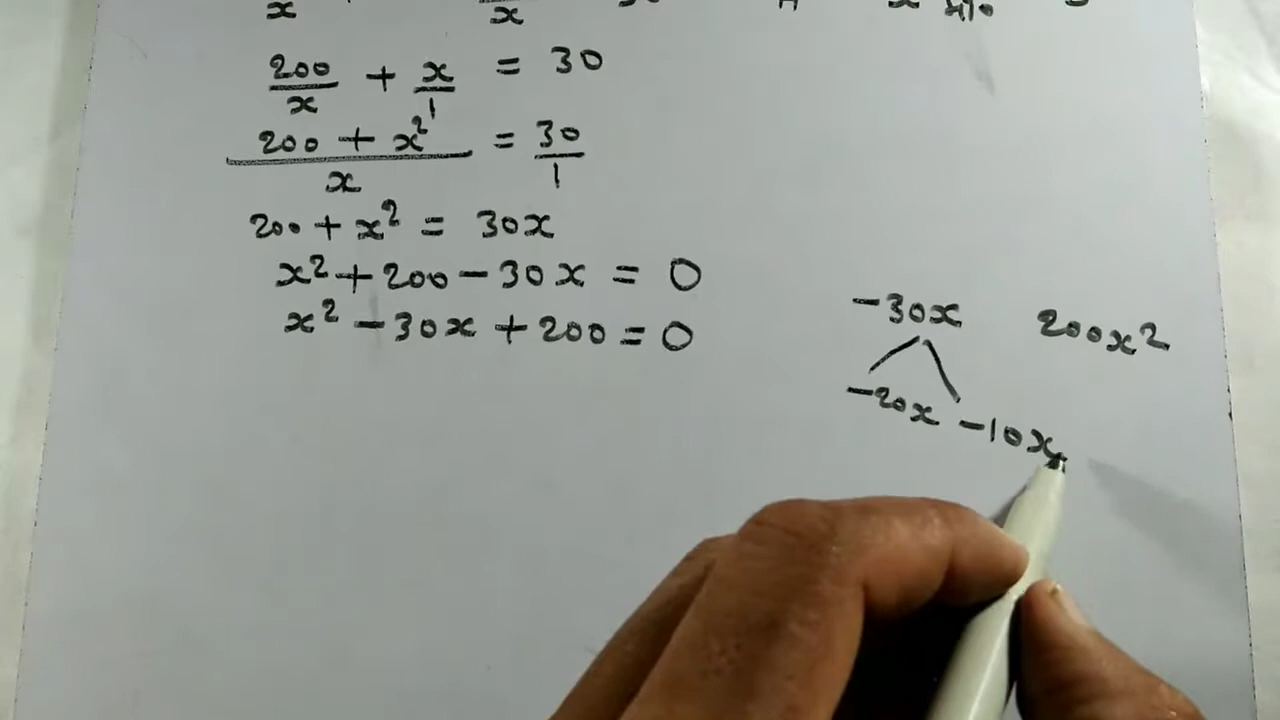 x x x
200/x + x/1 = 30
200 + x²/x = 30/1
200 + x² = 30x
x² + 200 - 30x = 0
x² - 30x + 200 = 0
-30x 200x²
-20x -10x